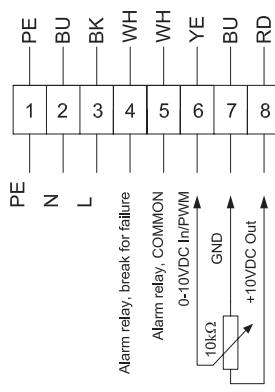 PE
BU
BK
WH
WH
YE
BU
RD
1
2
3
4
5
6
7
8
PE
N
L
Alarm relay, break for failure
Alarm relay, COMMON
0-10VDC In/PWM
GND
+10VDC Out
10kΩ